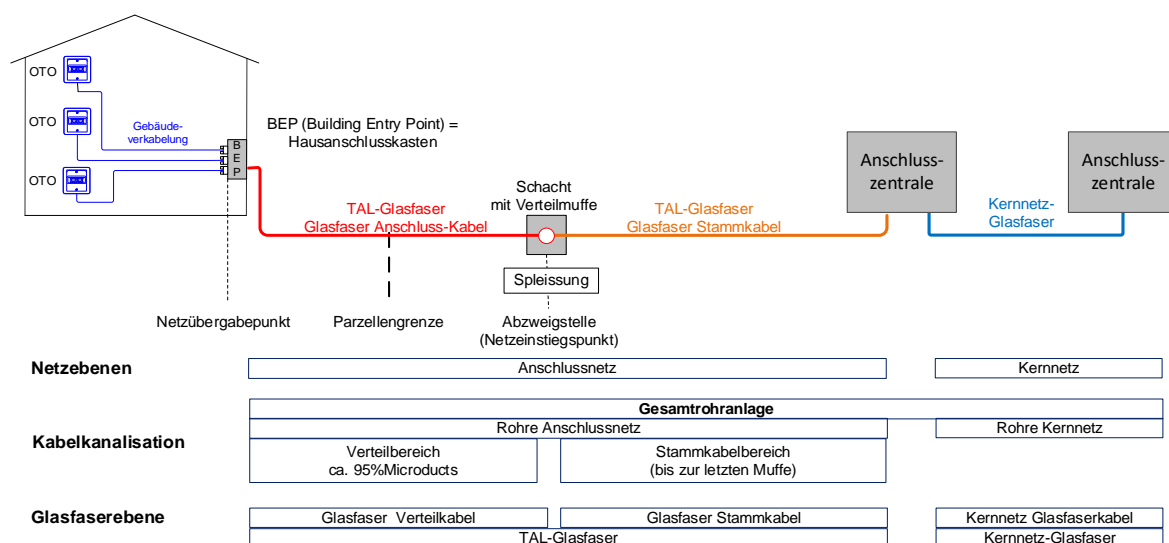 OTO
OTO
OTO
Gebäude-
verkabelung
B
E
P
BEP (Building Entry Point) =
Hausanschlusskasten
TAL-Glasfaser
Glasfaser Anschluss-Kabel
Schacht
mit Verteilmuffe
TAL-Glasfaser
Glasfaser Stammkabel
Anschluss-
zentrale
Kernnetz-
Glasfaser
Anschluss-
zentrale
Spleissung
Netzübergabepunkt
Parzellengrenze
Abzweigstelle
(Netzeinstiegspunkt)
Netzebenen
Anschlussnetz
Kernnetz
Kabelkanalisation
Gesamtrohranlage
Rohre Anschlussnetz
Rohre Kernnetz
Verteilbereich
ca. 95%Microducts
Stammkabelbereich
(bis zur letzten Muffe)
Glasfaserebene
Glasfaser Verteilkabel
Glasfaser Stammkabel
Kernnetz Glasfaserkabel
TAL-Glasfaser
Kernnetz-Glasfaser